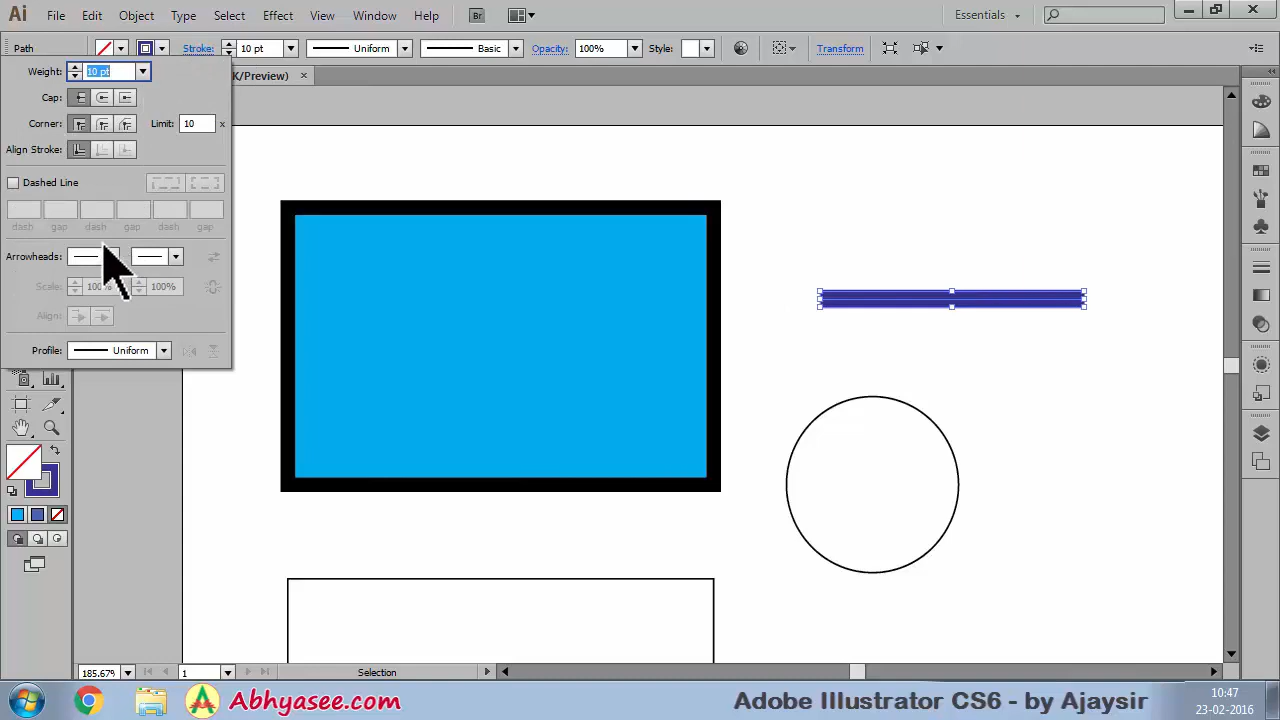 Ai File Edit Object Type Select Effect View Window Help Br Essentials
Path Stroke: 10 pt Uniform Basic Opacity: 100% Style: Transform
Weight: 10 pt K/Preview) ×
Cap:
Corner: Limit: 10 x
Align Stroke:
Dashed Line
dash gap dash gap dash gap
Arrowheads:
Scale: 100% 100%
Align:
Profile: Uniform
185.67% 1 Selection
Abhyasee.com Adobe Illustrator CS6 - by Ajaysir 10:47
23-02-2016